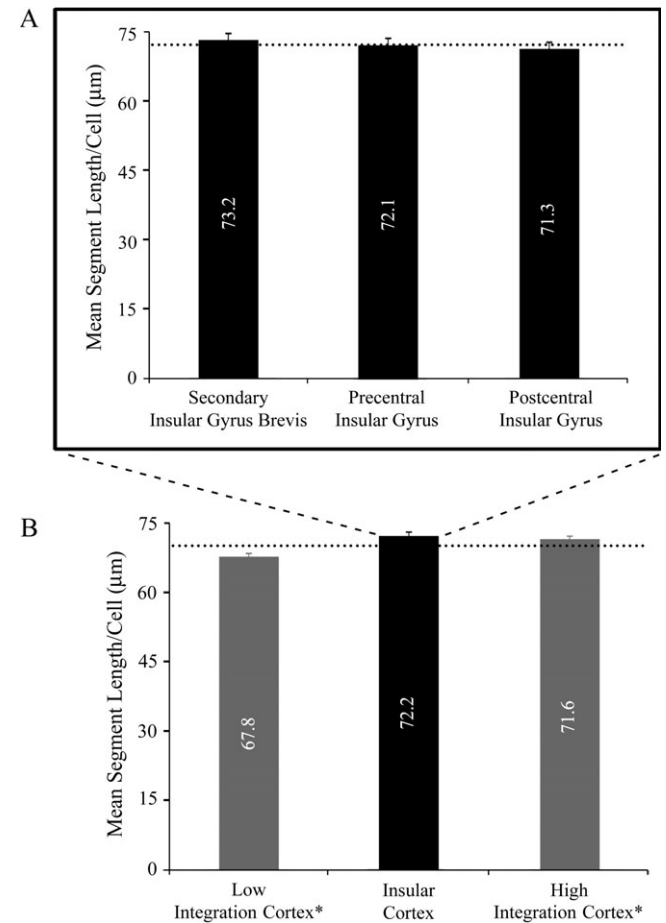 A
Mean Segment Length/Cell (µm)
75
60
45
30
15
0
73.2
72.1
71.3
Secondary
Insular Gyrus Brevis
Precentral
Insular Gyrus
Postcentral
Insular Gyrus
B
Mean Segment Length/Cell (µm)
75
60
45
30
15
0
67.8
72.2
71.6
Low
Integration Cortex*
Insular
Cortex
High
Integration Cortex*